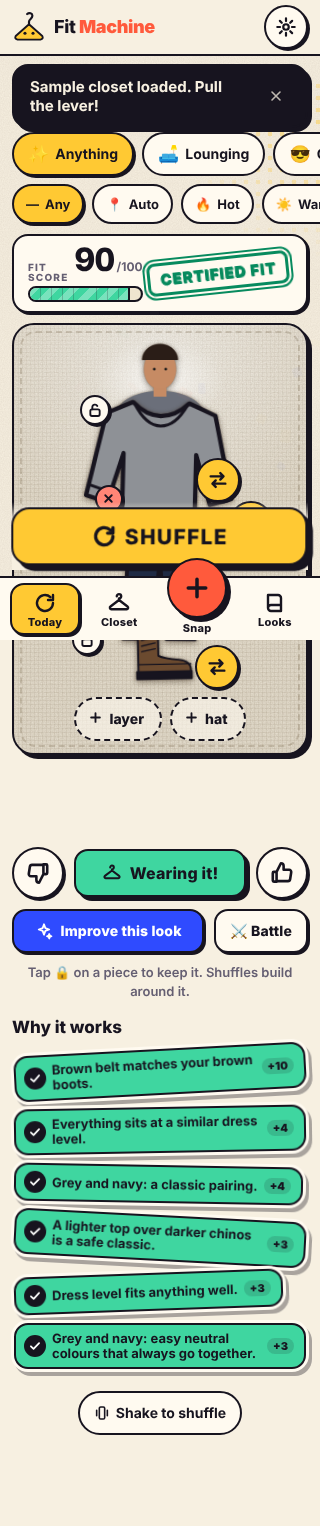 Fit Machine
Sample closet loaded. Pull
the lever!
✨ Anything
🛋️ Lounging
😎
— Any
📍 Auto
🔥 Hot
☀️ War
FIT
SCORE
90/100
CERTIFIED FIT
SHUFFLE
Today
Closet
Snap
Looks
+ layer
+ hat
Wearing it!
Improve this look
⚔️ Battle
Tap 🔒 on a piece to keep it. Shuffles build
around it.
Why it works
Brown belt matches your brown
boots.
+10
Everything sits at a similar dress
level.
+4
Grey and navy: a classic pairing.
+4
A lighter top over darker chinos
is a safe classic.
+3
Dress level fits anything well.
+3
Grey and navy: easy neutral
colours that always go together.
+3
Shake to shuffle